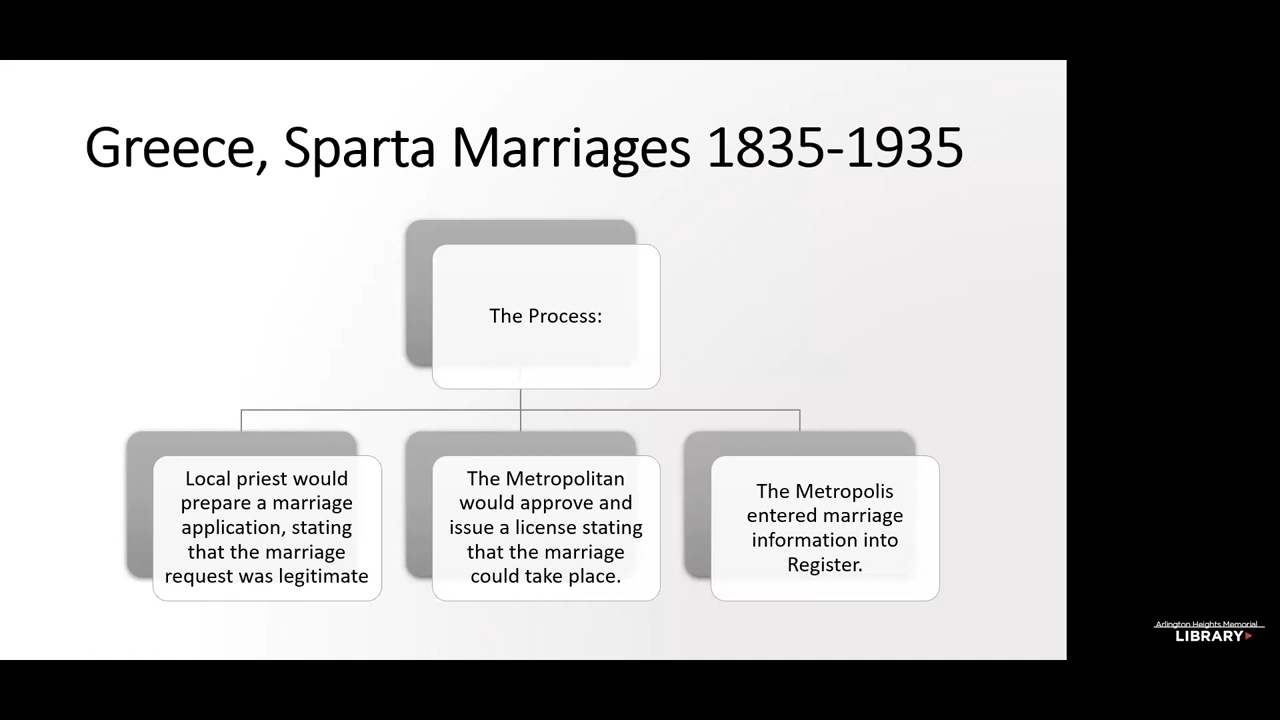 Greece, Sparta Marriages 1835-1935
The Process:
Local priest would
prepare a marriage
application, stating
that the marriage
request was legitimate
The Metropolitan
would approve and
issue a license stating
that the marriage
could take place.
The Metropolis
entered marriage
information into
Register.
Arlington Heights Memorial
LIBRARY